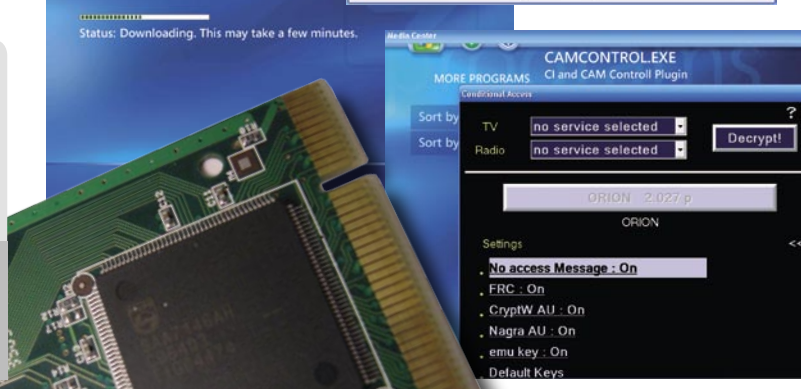 Status: Downloading. This may take a few minutes.
Media Center
CAMCONTROL.EXE
MORE PROGRAMS
CI and CAM Controll Plugin
Sort by
Sort by
Conditional Access
?
TV
no service selected
Decrypt!
Radio
no service selected
ORION 2.027 p
ORION
Settings
<<
No access Message : On
FRC : On
CryptW AU : On
Nagra AU : On
emu key : On
Default Keys